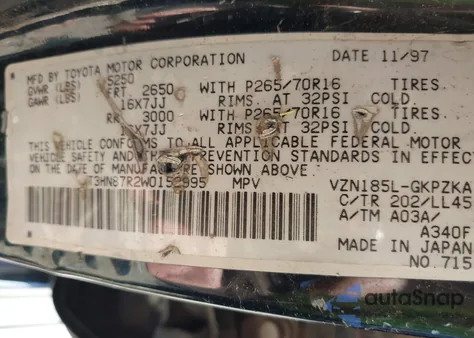 MFD BY TOYOTA MOTOR CORPORATION DATE 11/97
GVWR (LBS) 5250
GAWR (LBS) FRT 2650 WITH P265/70R16 TIRES
16X7JJ RIMS, AT 32PSI COLD.
3000 WITH P265/70R16 TIRES
RIMS, AT 32PSI COLD.
THIS VEHICLE CONFORMS TO ALL APPLICABLE FEDERAL MOTOR
VEHICLE SAFETY AND PREVENTION STANDARDS IN EFFECT
ON THE DATE OF MANUFACTURE SHOWN ABOVE.
MPV VZN185L-GKPZKA
C/TR 202/LL45
A/TM A03A/
A340F
MADE IN JAPAN
NO.715
autoSnap